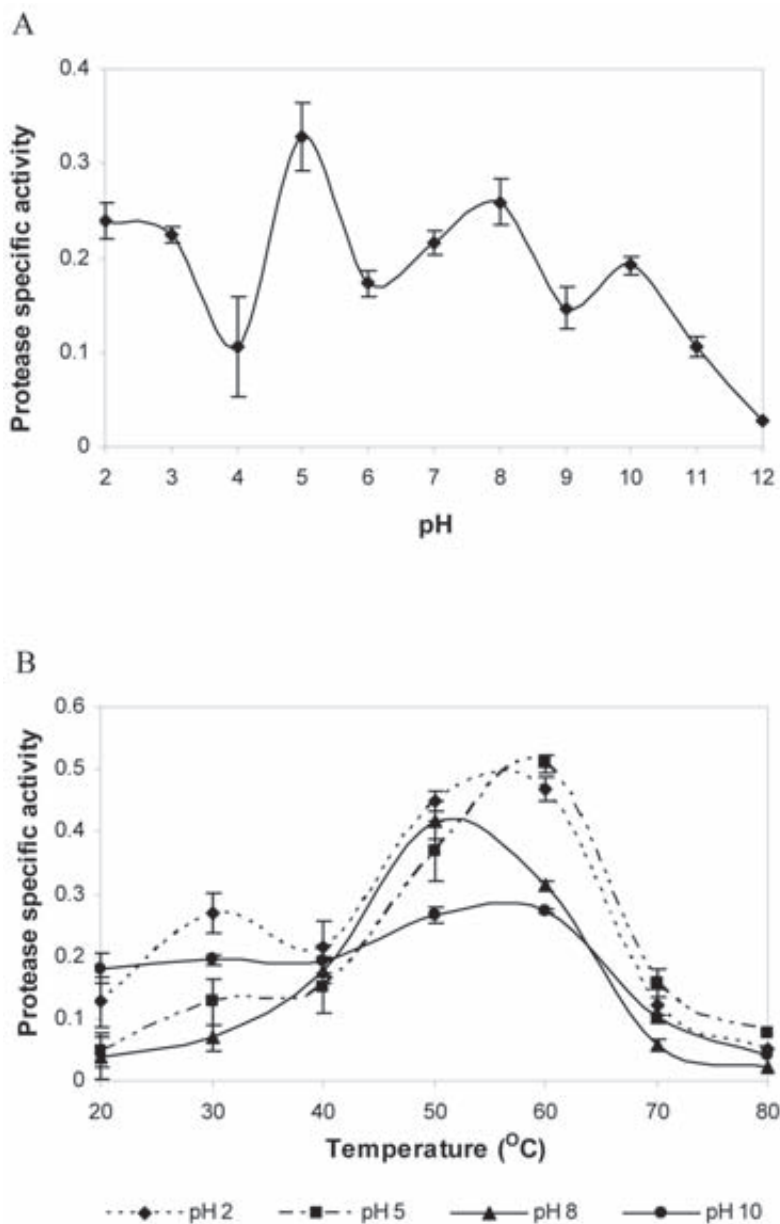 A
0.4
0.3
0.2
0.1
0
Protease specific activity
2 3 4 5 6 7 8 9 10 11 12
pH
B
0.6
0.5
0.4
0.3
0.2
0.1
0
Protease specific activity
20 30 40 50 60 70 80
Temperature (°C)
pH 2 pH 5 pH 8 pH 10